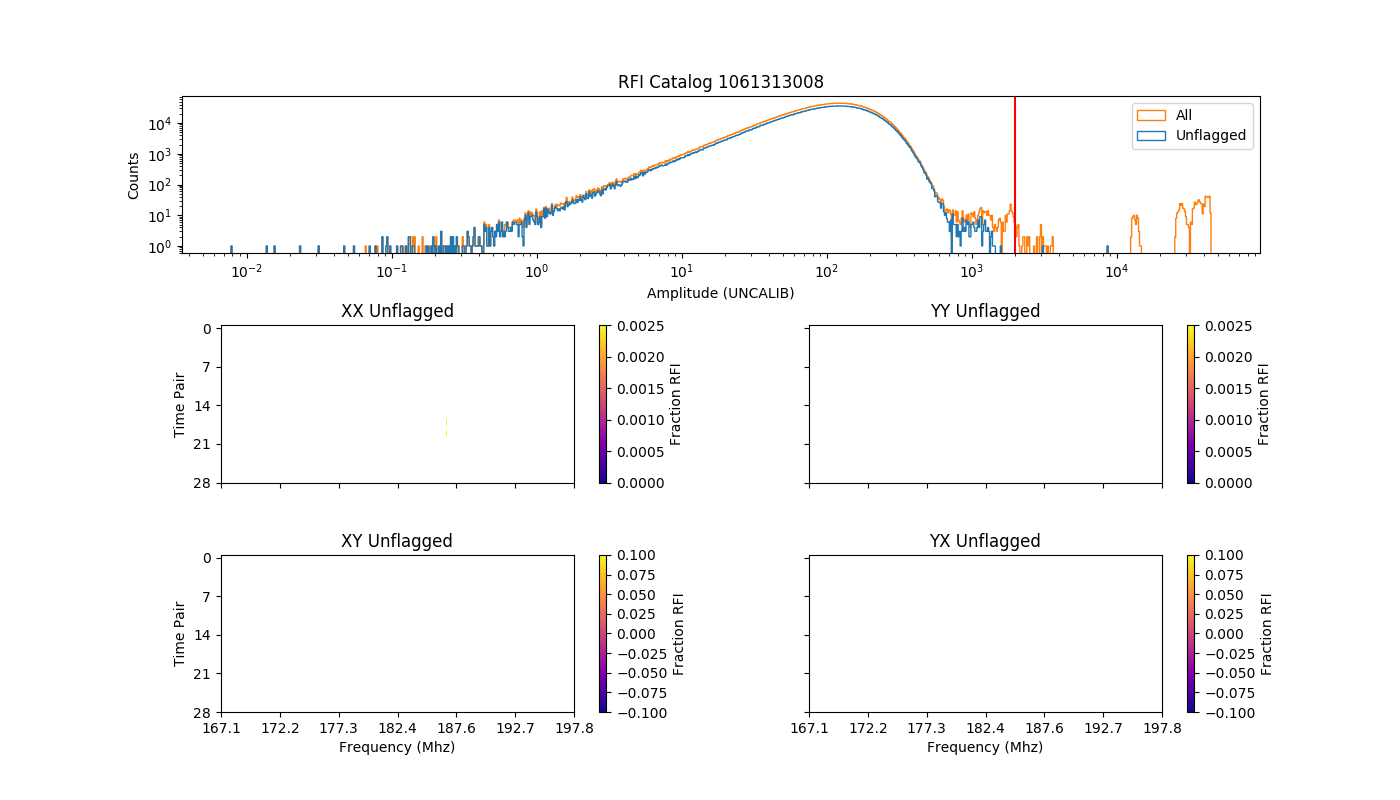 RFI Catalog 1061313008
All
Unflagged
Counts
10^4
10^3
10^2
10^1
10^0
10^−2
10^−1
10^0
10^1
10^2
10^3
10^4
Amplitude (UNCALIB)
XX Unflagged
Time Pair
0
7
14
21
28
0.0025
0.0020
0.0015
0.0010
0.0005
0.0000
Fraction RFI
YY Unflagged
0.0025
0.0020
0.0015
0.0010
0.0005
0.0000
Fraction RFI
XY Unflagged
Time Pair
0
7
14
21
28
167.1 172.2 177.3 182.4 187.6 192.7 197.8
Frequency (Mhz)
0.100
0.075
0.050
0.025
0.000
−0.025
−0.050
−0.075
−0.100
Fraction RFI
YX Unflagged
167.1 172.2 177.3 182.4 187.6 192.7 197.8
Frequency (Mhz)
0.100
0.075
0.050
0.025
0.000
−0.025
−0.050
−0.075
−0.100
Fraction RFI